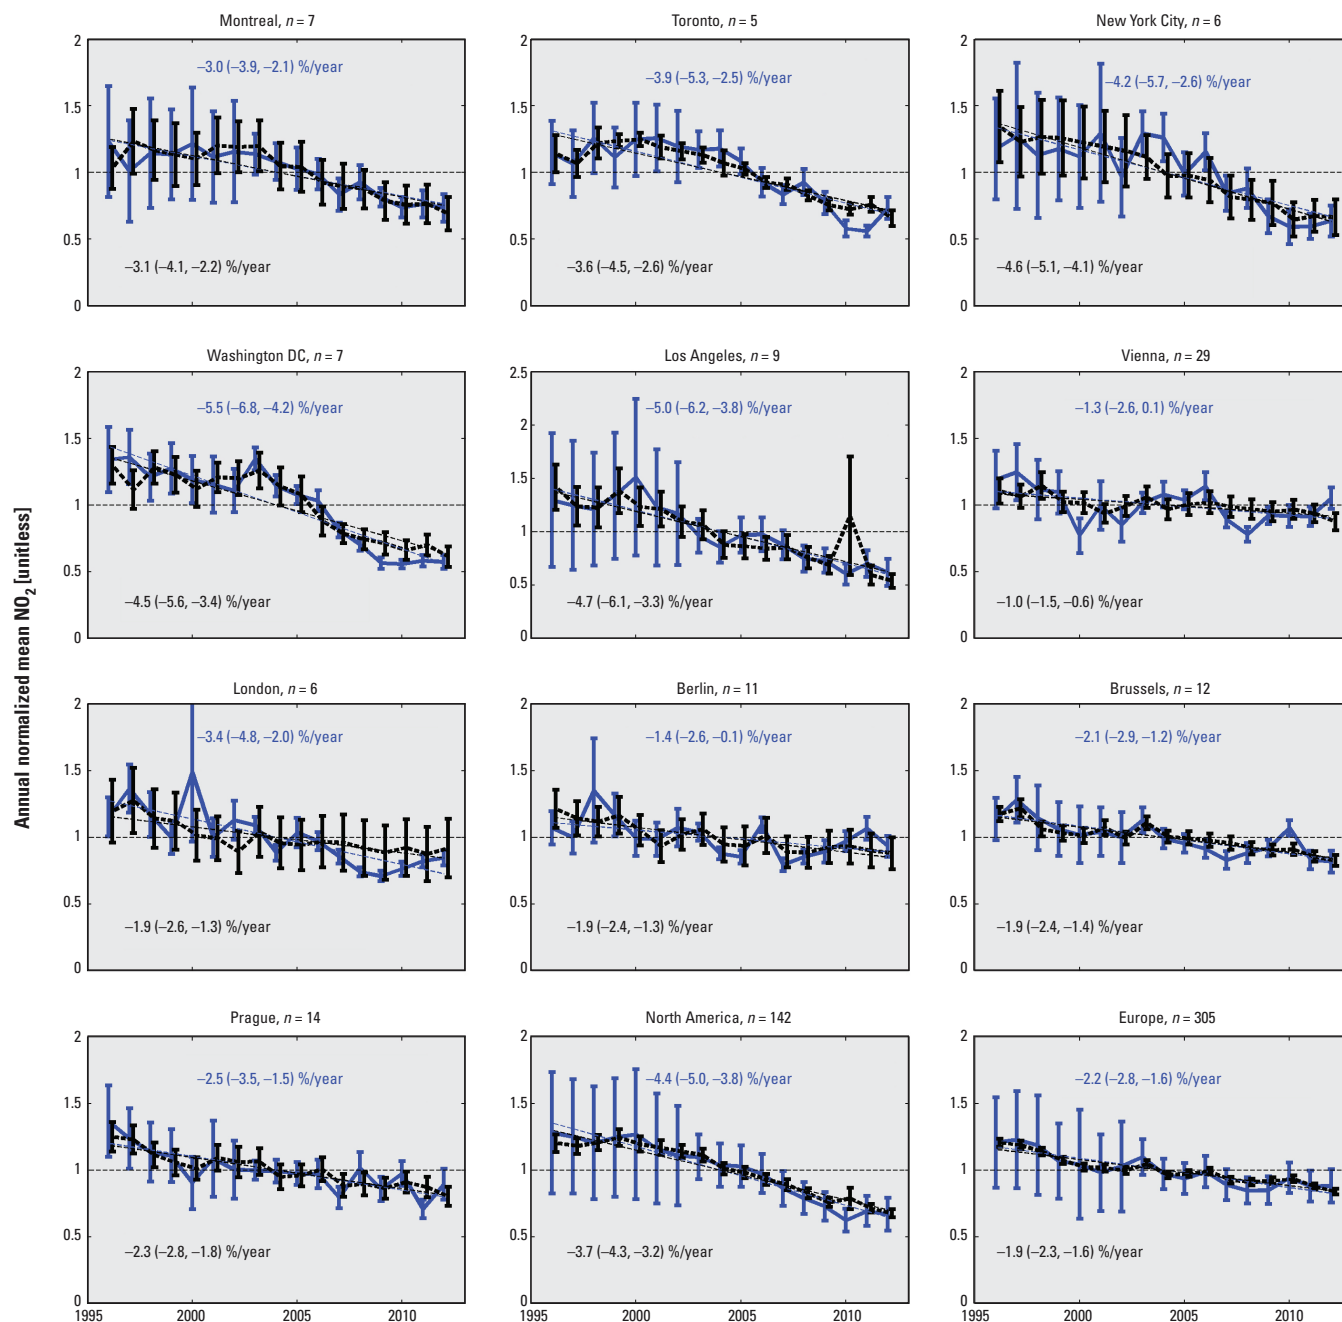 Montreal, n = 7
Toronto, n = 5
New York City, n = 6
2
1.5
1
0.5
0
–3.0 (–3.9, –2.1) %/year
–3.1 (–4.1, –2.2) %/year
2
1.5
1
0.5
0
–3.9 (–5.3, –2.5) %/year
–3.6 (–4.5, –2.6) %/year
2
1.5
1
0.5
0
–4.2 (–5.7, –2.6) %/year
–4.6 (–5.1, –4.1) %/year
Annual normalized mean NO2 [unitless]
Washington DC, n = 7
Los Angeles, n = 9
Vienna, n = 29
2
1.5
1
0.5
0
–5.5 (–6.8, –4.2) %/year
–4.5 (–5.6, –3.4) %/year
2.5
2
1.5
1
0.5
0
–5.0 (–6.2, –3.8) %/year
–4.7 (–6.1, –3.3) %/year
2
1.5
1
0.5
0
–1.3 (–2.6, 0.1) %/year
–1.0 (–1.5, –0.6) %/year
London, n = 6
Berlin, n = 11
Brussels, n = 12
2
1.5
1
0.5
0
–3.4 (–4.8, –2.0) %/year
–1.9 (–2.6, –1.3) %/year
2
1.5
1
0.5
0
–1.4 (–2.6, –0.1) %/year
–1.9 (–2.4, –1.3) %/year
2
1.5
1
0.5
0
–2.1 (–2.9, –1.2) %/year
–1.9 (–2.4, –1.4) %/year
Prague, n = 14
North America, n = 142
Europe, n = 305
2
1.5
1
0.5
0
–2.5 (–3.5, –1.5) %/year
–2.3 (–2.8, –1.8) %/year
1995 2000 2005 2010
2
1.5
1
0.5
0
–4.4 (–5.0, –3.8) %/year
–3.7 (–4.3, –3.2) %/year
1995 2000 2005 2010
2
1.5
1
0.5
0
–2.2 (–2.8, –1.6) %/year
–1.9 (–2.3, –1.6) %/year
1995 2000 2005 2010